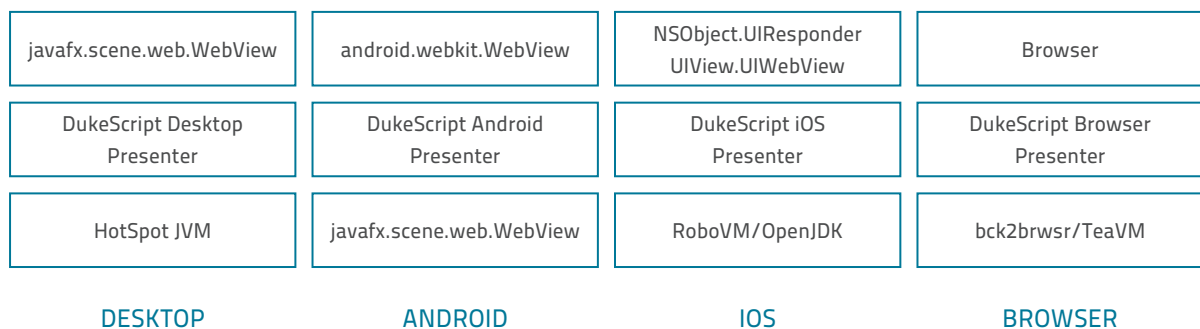 javafx.scene.web.WebView
android.webkit.WebView
NSObject.UIResponder
UIView.UIWebView
Browser
DukeScript Desktop
Presenter
DukeScript Android
Presenter
DukeScript iOS
Presenter
DukeScript Browser
Presenter
HotSpot JVM
javafx.scene.web.WebView
RoboVM/OpenJDK
bck2brwsr/TeaVM
DESKTOP
ANDROID
IOS
BROWSER